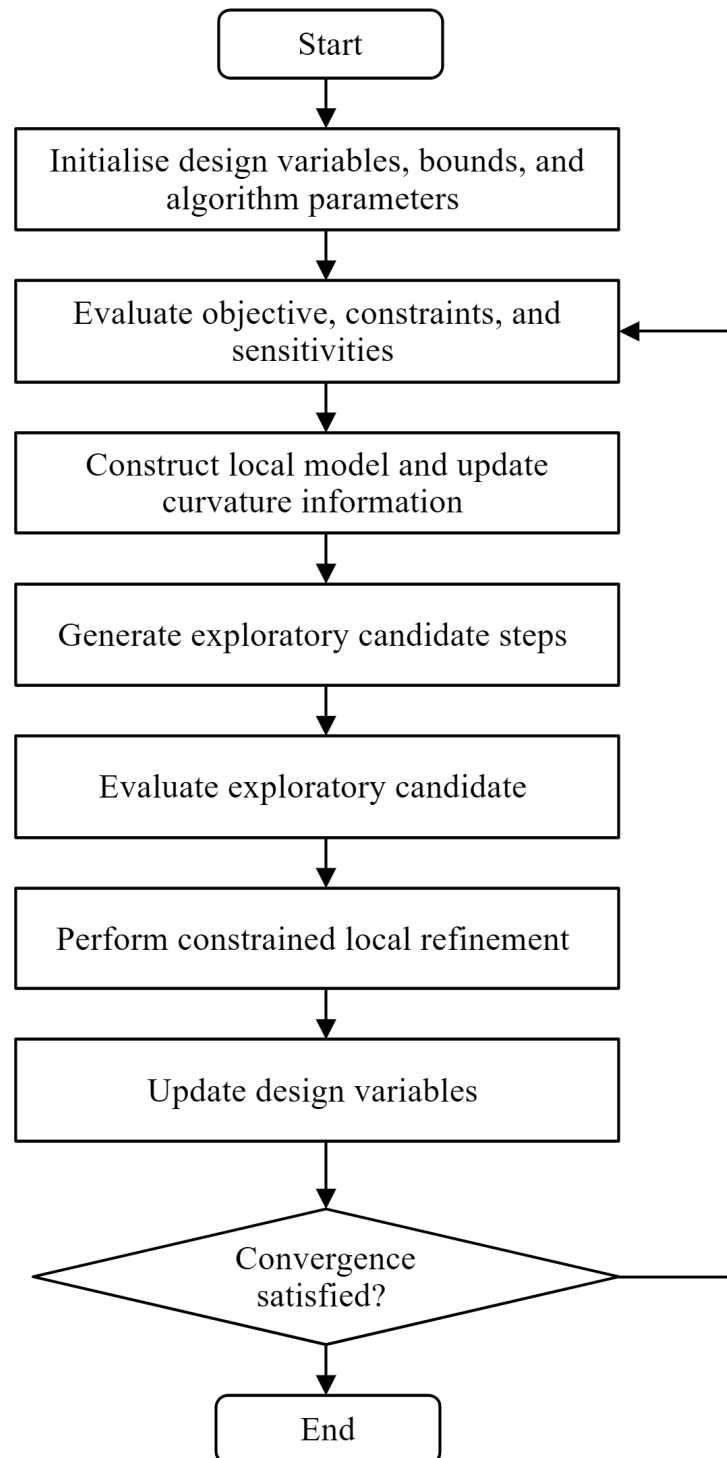 Start
Initialise design variables, bounds, and
algorithm parameters
Evaluate objective, constraints, and
sensitivities
Construct local model and update
curvature information
Generate exploratory candidate steps
Evaluate exploratory candidate
Perform constrained local refinement
Update design variables
Convergence
satisfied?
End